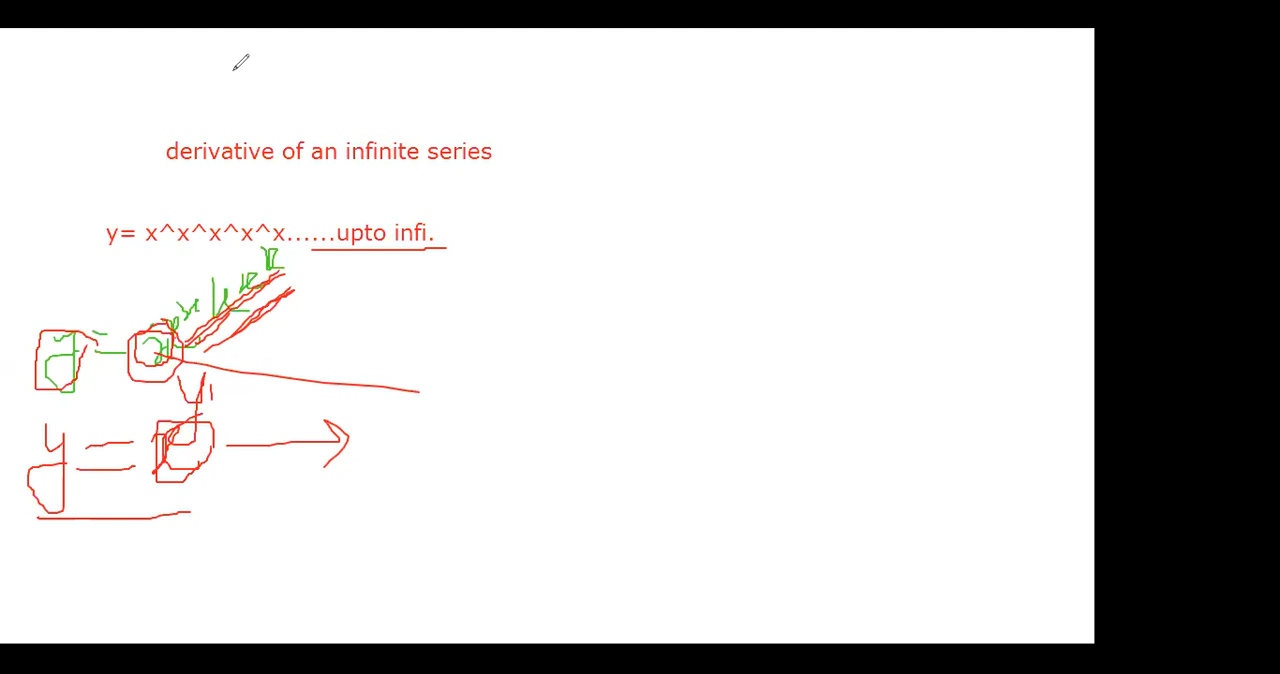 derivative of an infinite series
y= x^x^x^x^x......upto infi.
y =
y =